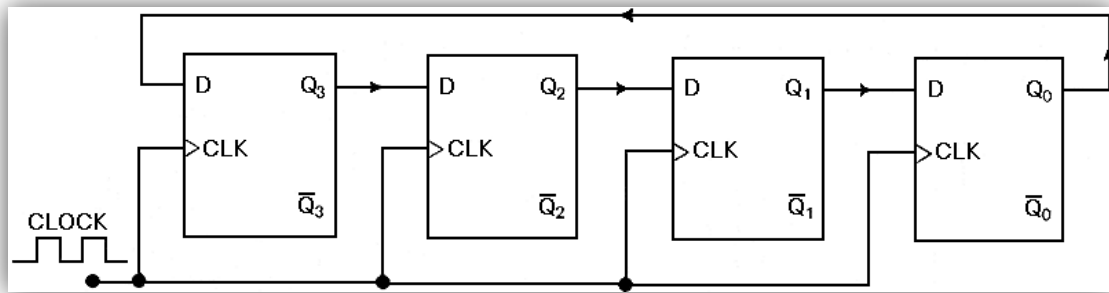 D Q₃ D Q₂ D Q₁ D Q₀
CLK CLK CLK CLK
Q̅₃ Q̅₂ Q̅₁ Q̅₀
CLOCK